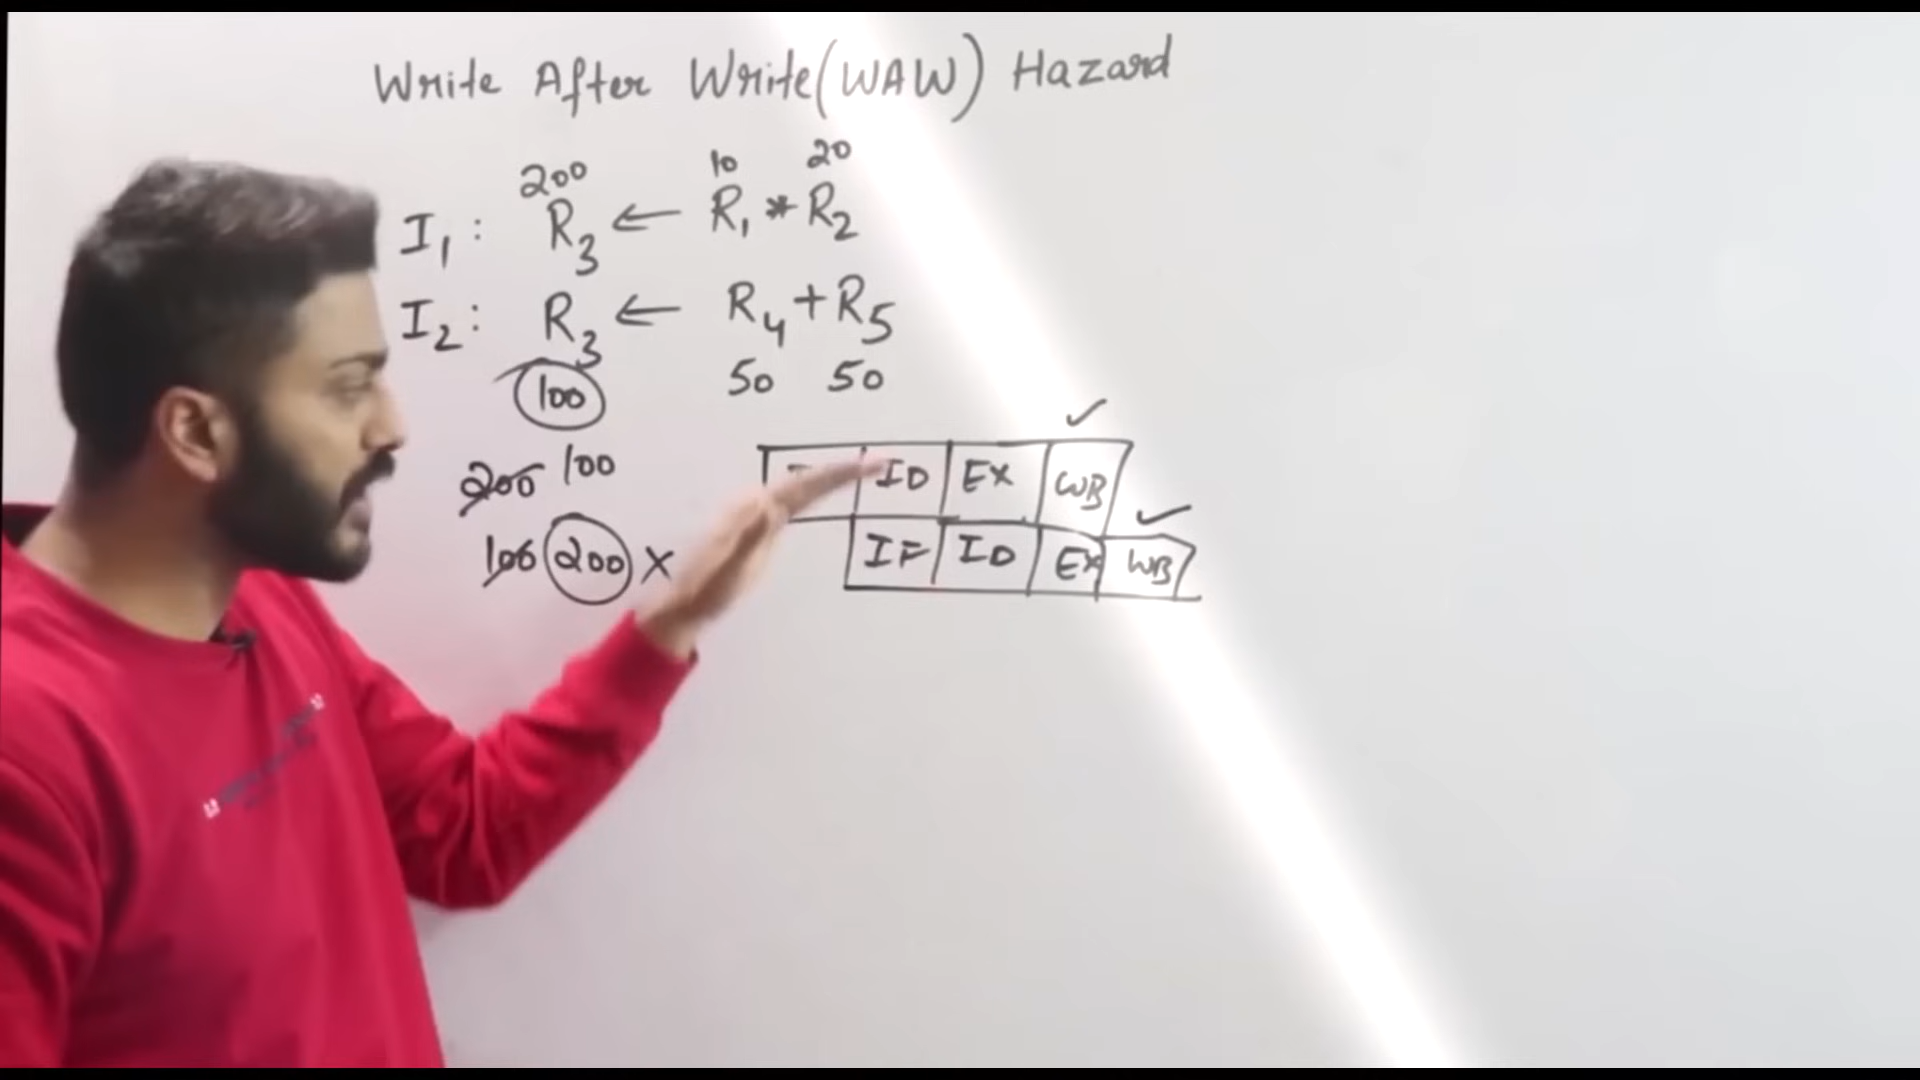 Write After Write (WAW) Hazard
200 10 20
I1: R3 ← R1 * R2
I2: R3 ← R4 + R5
100 50 50
200 100
100 200 ×
ID EX WB ✓
IF ID EX WB ✓